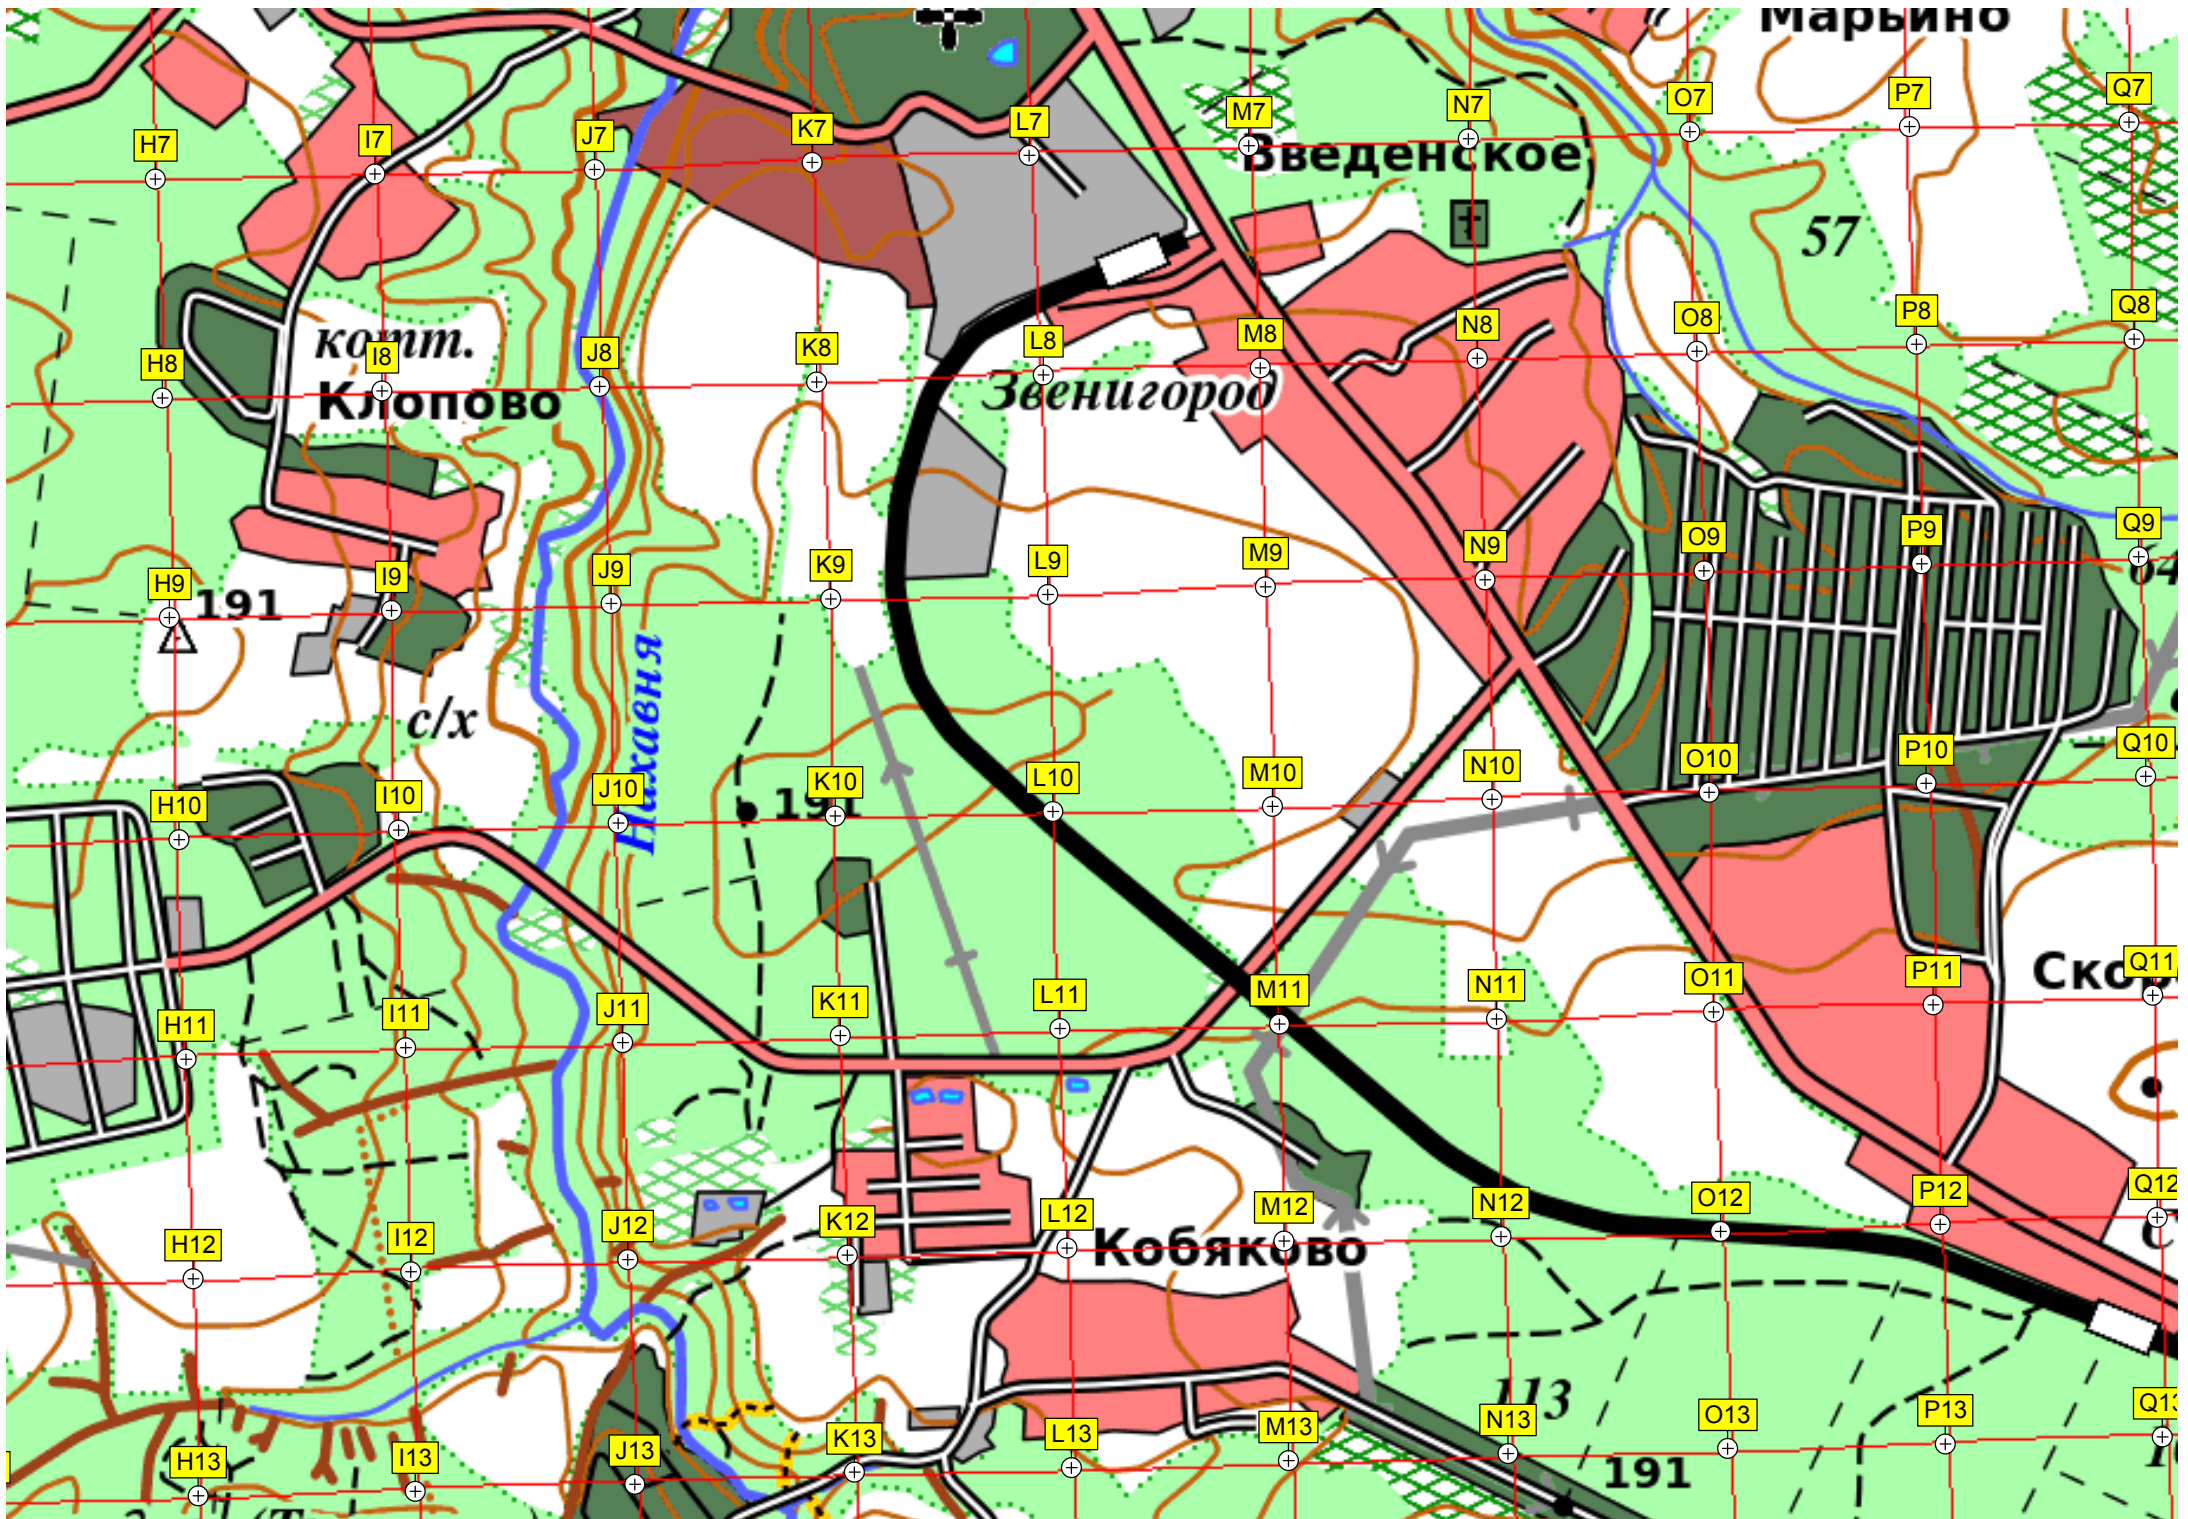 Марьино
H7 I7 J7 K7 L7 M7 N7 O7 P7 Q7
Введенское
57
H8 I8 J8 K8 L8 M8 N8 O8 P8 Q8
котт.
Клопово
Звенигород
H9 I9 J9 K9 L9 M9 N9 O9 P9 Q9
191
64
с/х
Нахавня
H10 I10 J10 K10 L10 M10 N10 O10 P10 Q10
191
H11 I11 J11 K11 L11 M11 N11 O11 P11 Q11
Ско
H12 I12 J12 K12 L12 M12 N12 O12 P12 Q12
Кобяково
С
113
H13 I13 J13 K13 L13 M13 N13 O13 P13 Q13
191